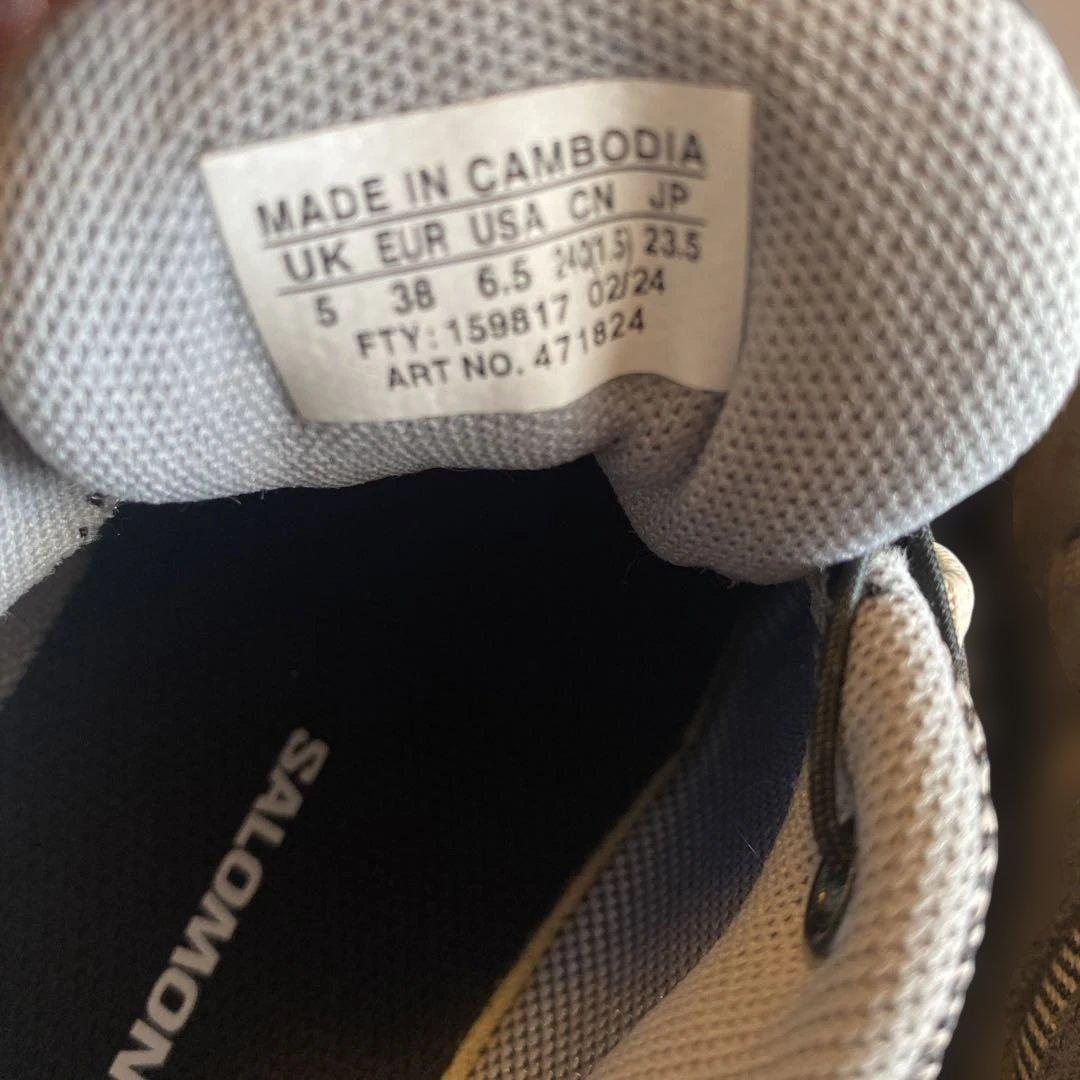 MADE IN CAMBODIA
UK EUR USA CN JP
5 38 6.5 240(1.5) 23.5
FTY: 159817 02/24
ART NO. 471824
SALOMON